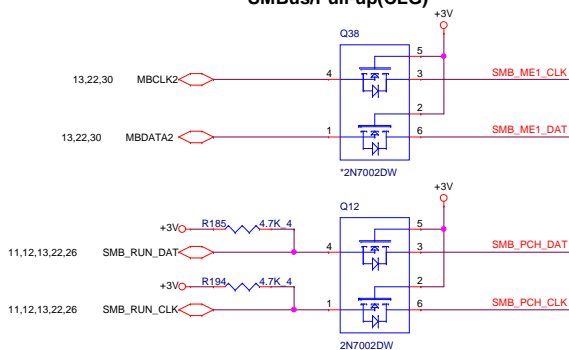 SMBus/Pull-up(CLG)
+3V
Q38
5
13,22,30 MBCLK2 4 3 SMB_ME1_CLK
2
13,22,30 MBDATA2 1 6 SMB_ME1_DAT
*2N7002DW
+3V
Q12
+3V R185 4.7K_4 5
11,12,13,22,26 SMB_RUN_DAT 4 3 SMB_PCH_DAT
+3V R194 4.7K_4 2
11,12,13,22,26 SMB_RUN_CLK 1 6 SMB_PCH_CLK
2N7002DW